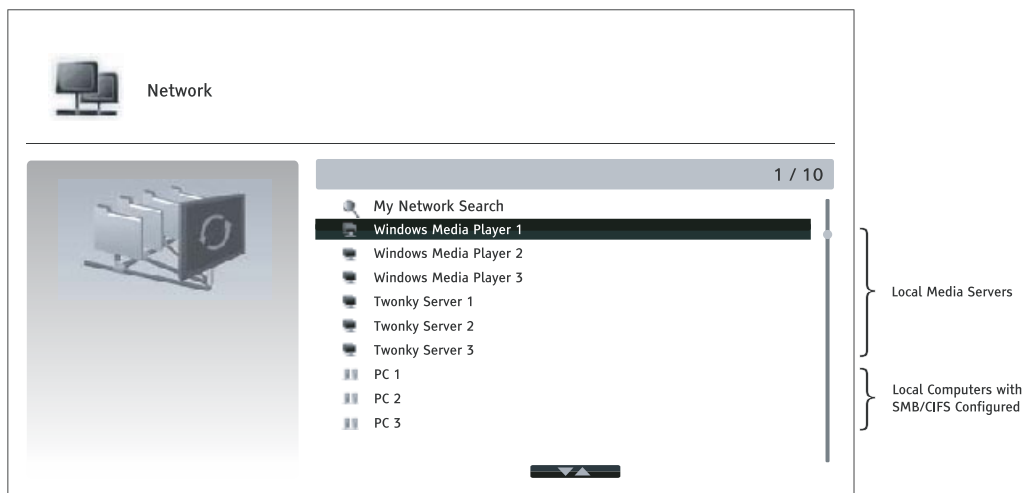 Network
1 / 10
My Network Search
Windows Media Player 1
Windows Media Player 2
Windows Media Player 3
Twonky Server 1
Twonky Server 2
Twonky Server 3
PC 1
PC 2
PC 3
Local Media Servers
Local Computers with
SMB/CIFS Configured